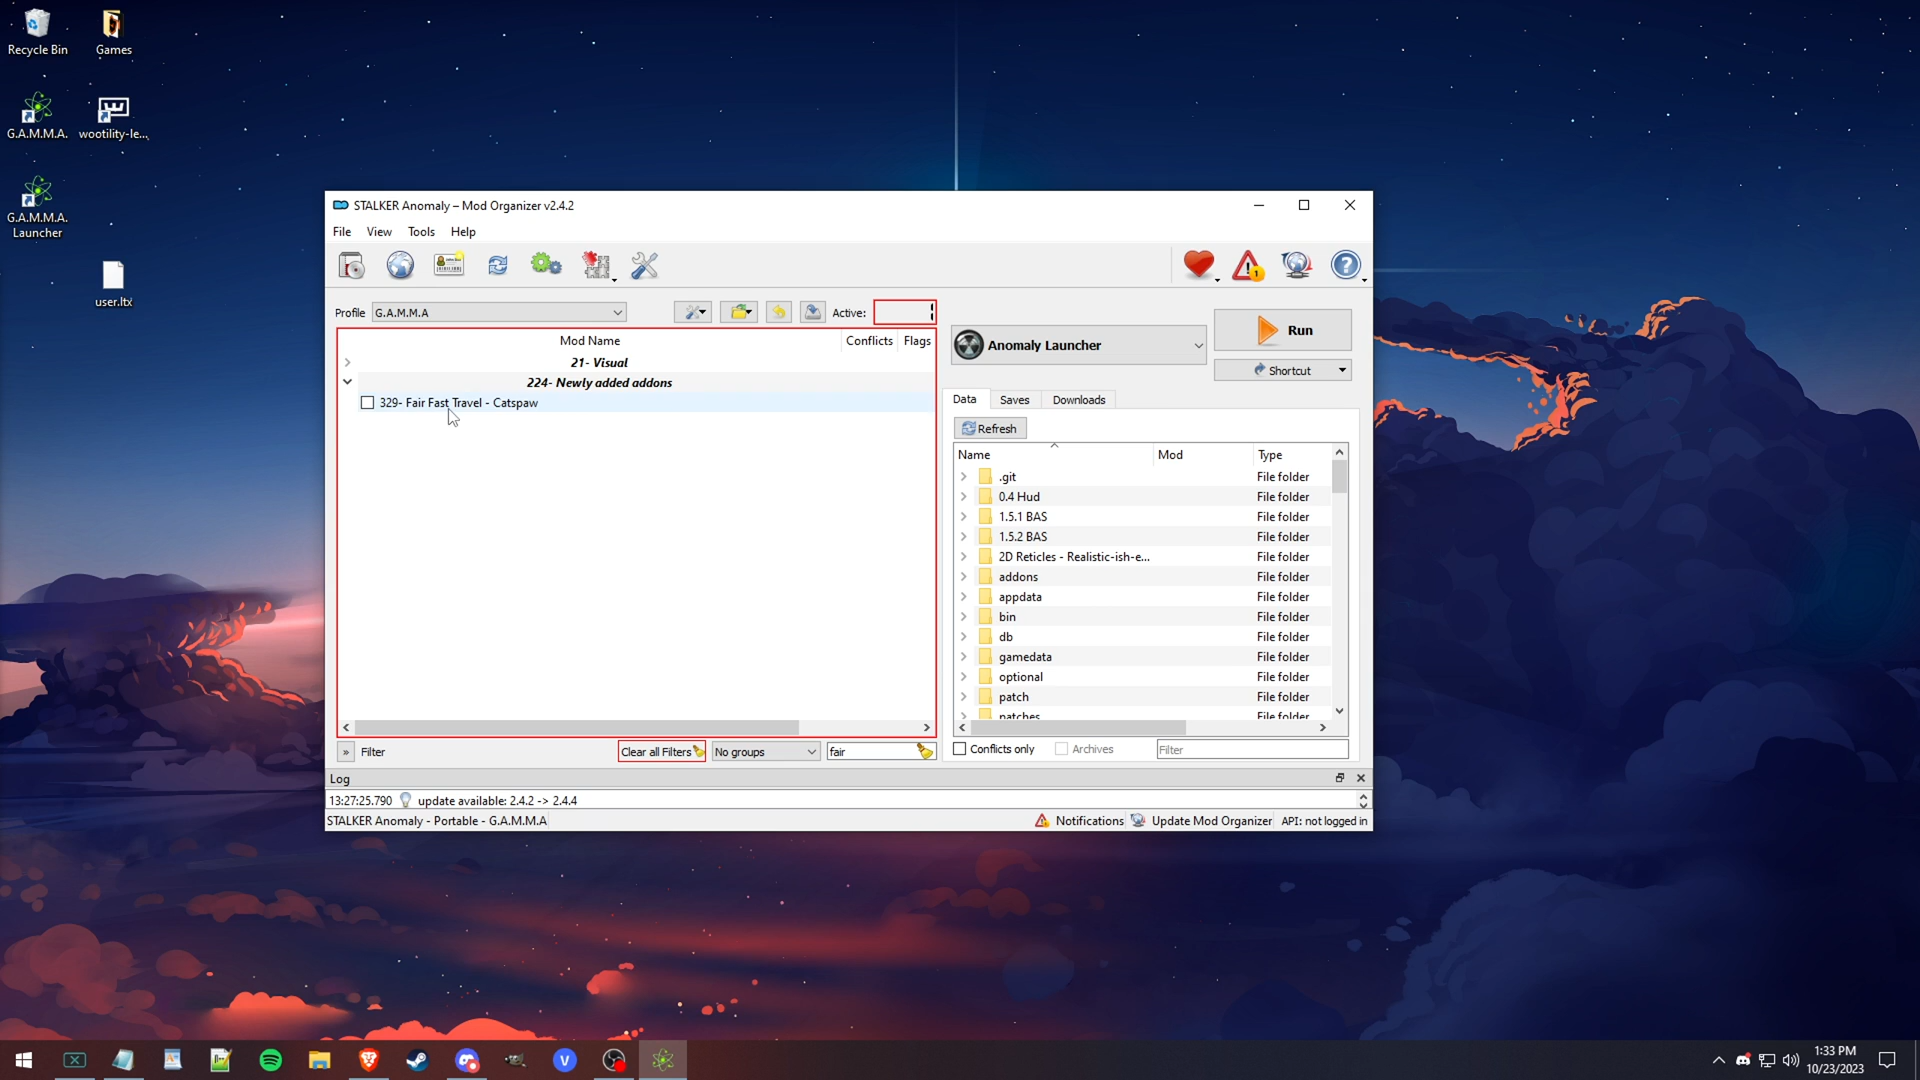 Recycle Bin
Games
G.A.M.M.A.
wootility-le...
G.A.M.M.A.
Launcher
user.ltx
STALKER Anomaly – Mod Organizer v2.4.2
File View Tools Help
Profile G.A.M.M.A Active:
Mod Name Conflicts Flags
21- Visual
224- Newly added addons
329- Fair Fast Travel - Catspaw
Filter Clear all Filters No groups fair
Anomaly Launcher
Run
Shortcut
Data Saves Downloads
Refresh
Name Mod Type
.git File folder
0.4 Hud File folder
1.5.1 BAS File folder
1.5.2 BAS File folder
2D Reticles - Realistic-ish-e... File folder
addons File folder
appdata File folder
bin File folder
db File folder
gamedata File folder
optional File folder
patch File folder
patches File folder
Conflicts only Archives Filter
Log
13:27:25.790 update available: 2.4.2 -> 2.4.4
STALKER Anomaly - Portable - G.A.M.M.A Notifications Update Mod Organizer API: not logged in
1:33 PM
10/23/2023